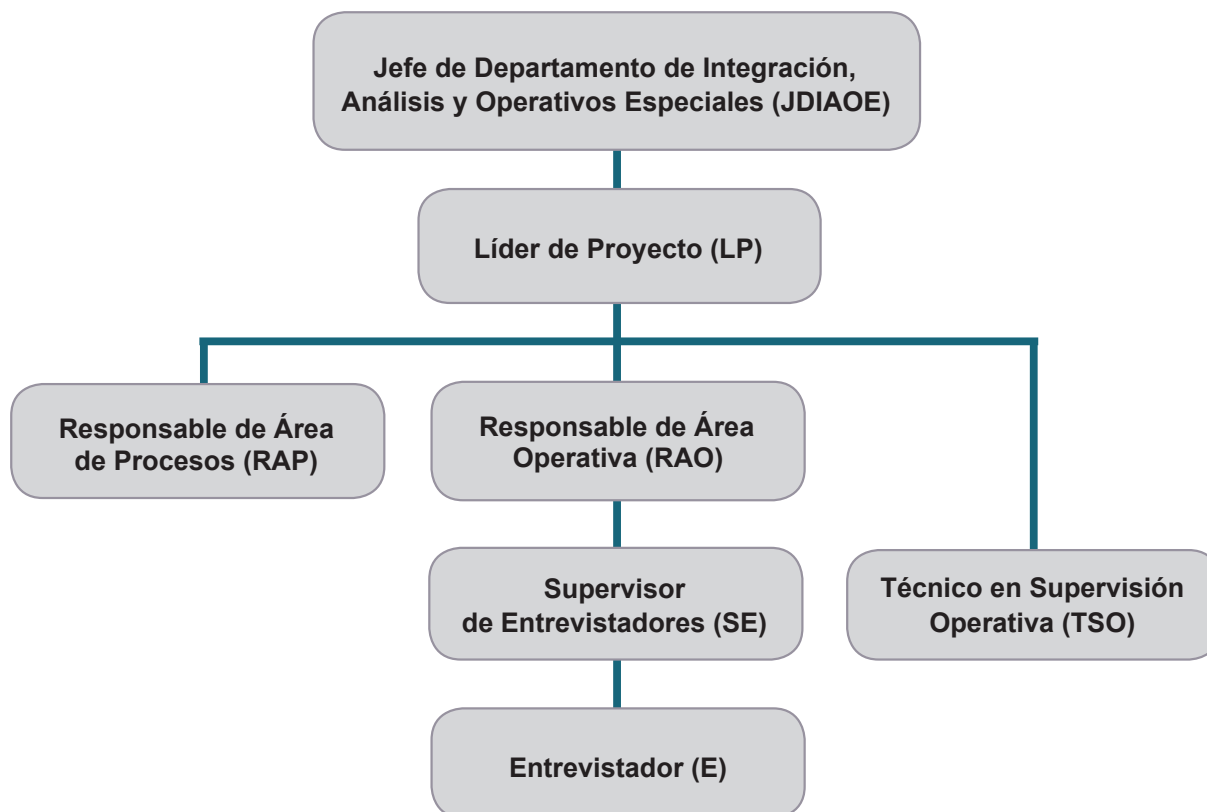 Jefe de Departamento de Integración,
Análisis y Operativos Especiales (JDIAOE)
Líder de Proyecto (LP)
Responsable de Área
de Procesos (RAP)
Responsable de Área
Operativa (RAO)
Supervisor
de Entrevistadores (SE)
Técnico en Supervisión
Operativa (TSO)
Entrevistador (E)